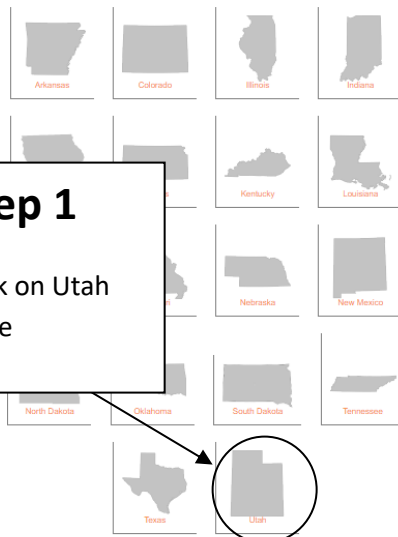 Arkansas Colorado Illinois Indiana
Kentucky Louisiana
ep 1
k on Utah
e
Nebraska New Mexico
North Dakota Oklahoma South Dakota Tennessee
Texas Utah